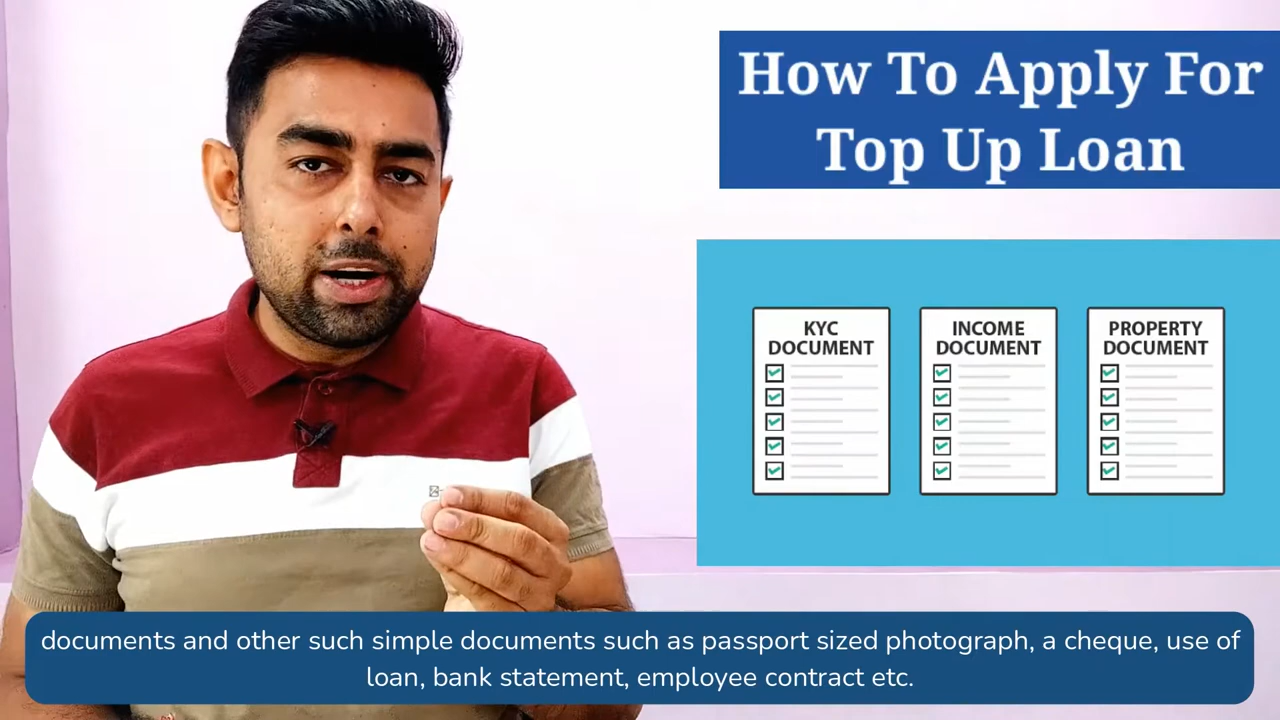 How To Apply For
Top Up Loan
KYC
DOCUMENT
INCOME
DOCUMENT
PROPERTY
DOCUMENT
documents and other such simple documents such as passport sized photograph, a cheque, use of
loan, bank statement, employee contract etc.